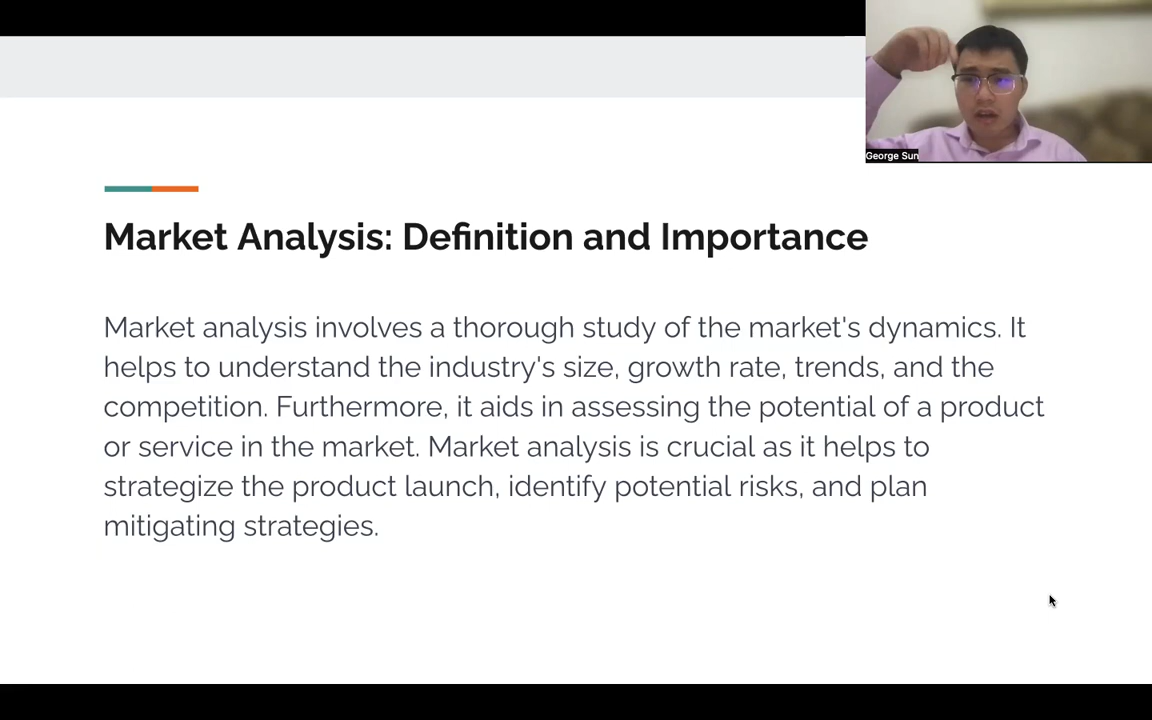 George Sun
Market Analysis: Definition and Importance
Market analysis involves a thorough study of the market's dynamics. It
helps to understand the industry's size, growth rate, trends, and the
competition. Furthermore, it aids in assessing the potential of a product
or service in the market. Market analysis is crucial as it helps to
strategize the product launch, identify potential risks, and plan
mitigating strategies.